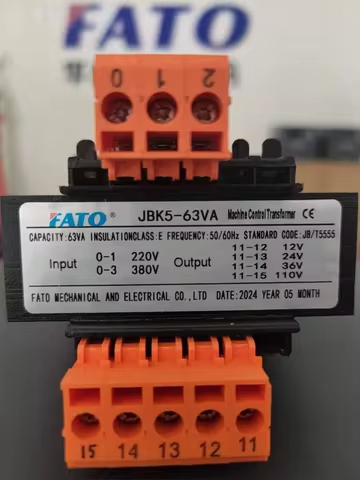 FATO
0 1 2
FATO® JBK5-63VA Machine Control Transformer CE
CAPACITY:63VA INSULATIONCLASS:E FREQUENCY:50/60Hz STANDARD CODE:JB/T5555
Input 0-1 220V
0-3 380V
Output 11-12 12V
11-13 24V
11-14 36V
11-15 110V
FATO MECHANICAL AND ELECTRICAL CO.,LTD DATE:2024 YEAR 05 MONTH
15 14 13 12 11